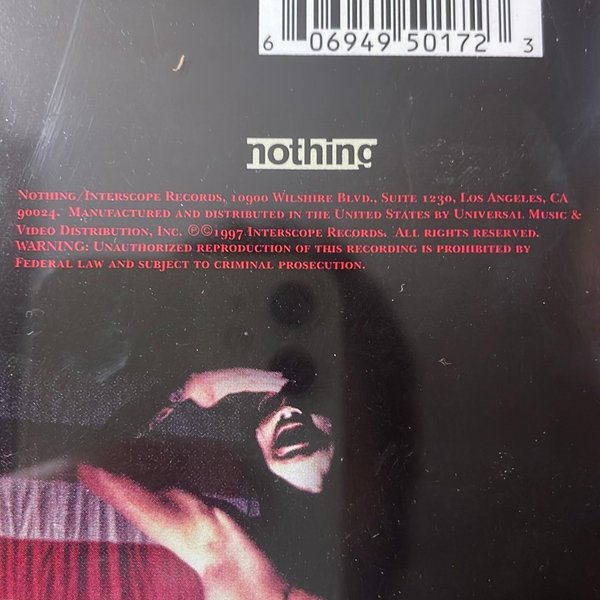 6 06949 50172 3
nothing
Nothing/Interscope Records, 10900 Wilshire Blvd., Suite 1230, Los Angeles, CA
90024. Manufactured and distributed in the United States by Universal Music &
Video Distribution, Inc. ℗©1997 Interscope Records. All rights reserved.
WARNING: Unauthorized reproduction of this recording is prohibited by
Federal law and subject to criminal prosecution.